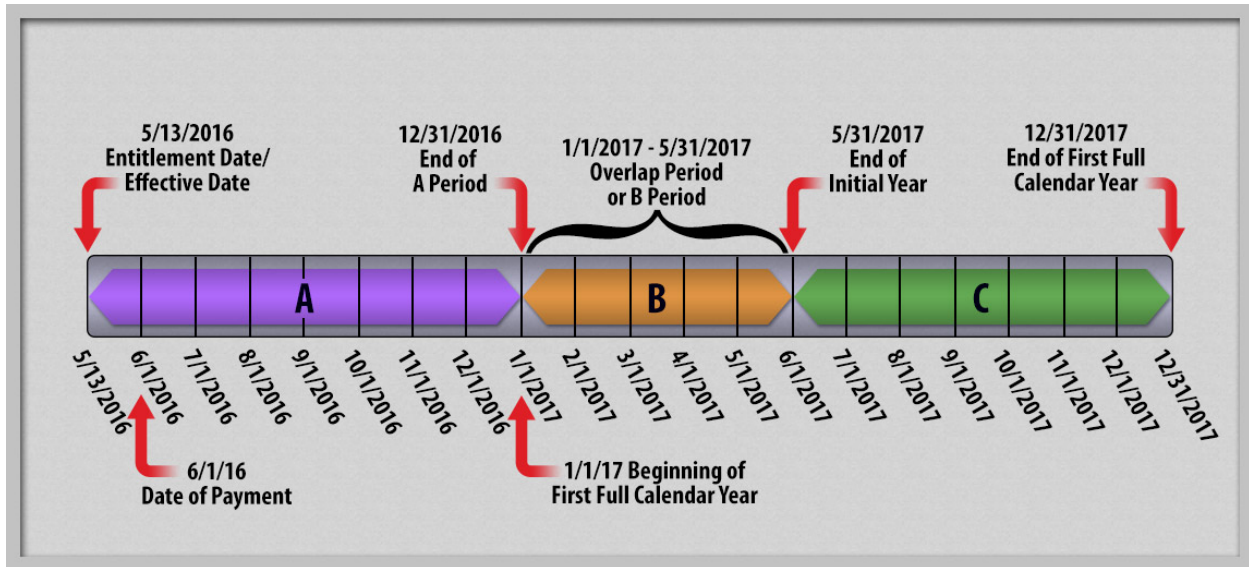 5/13/2016
Entitlement Date/
Effective Date
12/31/2016
End of
A Period
1/1/2017 - 5/31/2017
Overlap Period
or B Period
5/31/2017
End of
Initial Year
12/31/2017
End of First Full
Calendar Year
A
B
C
5/13/2016
6/1/2016
7/1/2016
8/1/2016
9/1/2016
10/1/2016
11/1/2016
12/1/2016
1/1/2017
2/1/2017
3/1/2017
4/1/2017
5/1/2017
6/1/2017
7/1/2017
8/1/2017
9/1/2017
10/1/2017
11/1/2017
12/1/2017
12/31/2017
6/1/16
Date of Payment
1/1/17 Beginning of
First Full Calendar Year